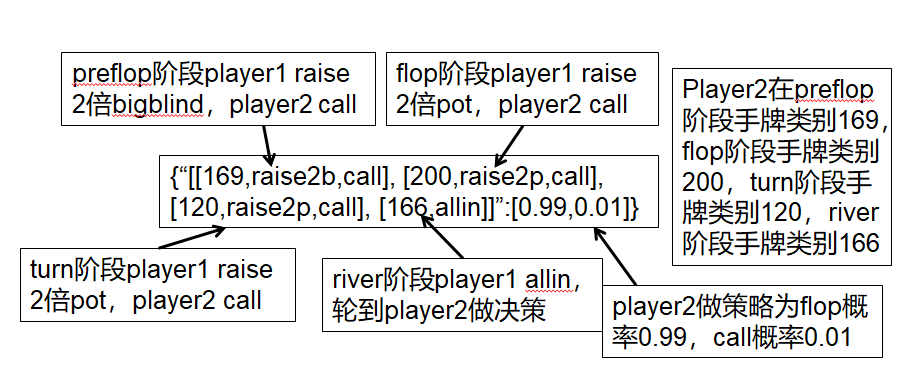 preflop阶段player1 raise
2倍bigblind，player2 call
flop阶段player1 raise
2倍pot，player2 call
Player2在preflop
阶段手牌类别169，
flop阶段手牌类别
200，turn阶段手
牌类别120，river
阶段手牌类别166
{“[[169,raise2b,call], [200,raise2p,call],
[120,raise2p,call], [166,allin]]”:[0.99,0.01]}
turn阶段player1 raise
2倍pot，player2 call
river阶段player1 allin，
轮到player2做决策
player2做策略为flop概
率0.99，call概率0.01